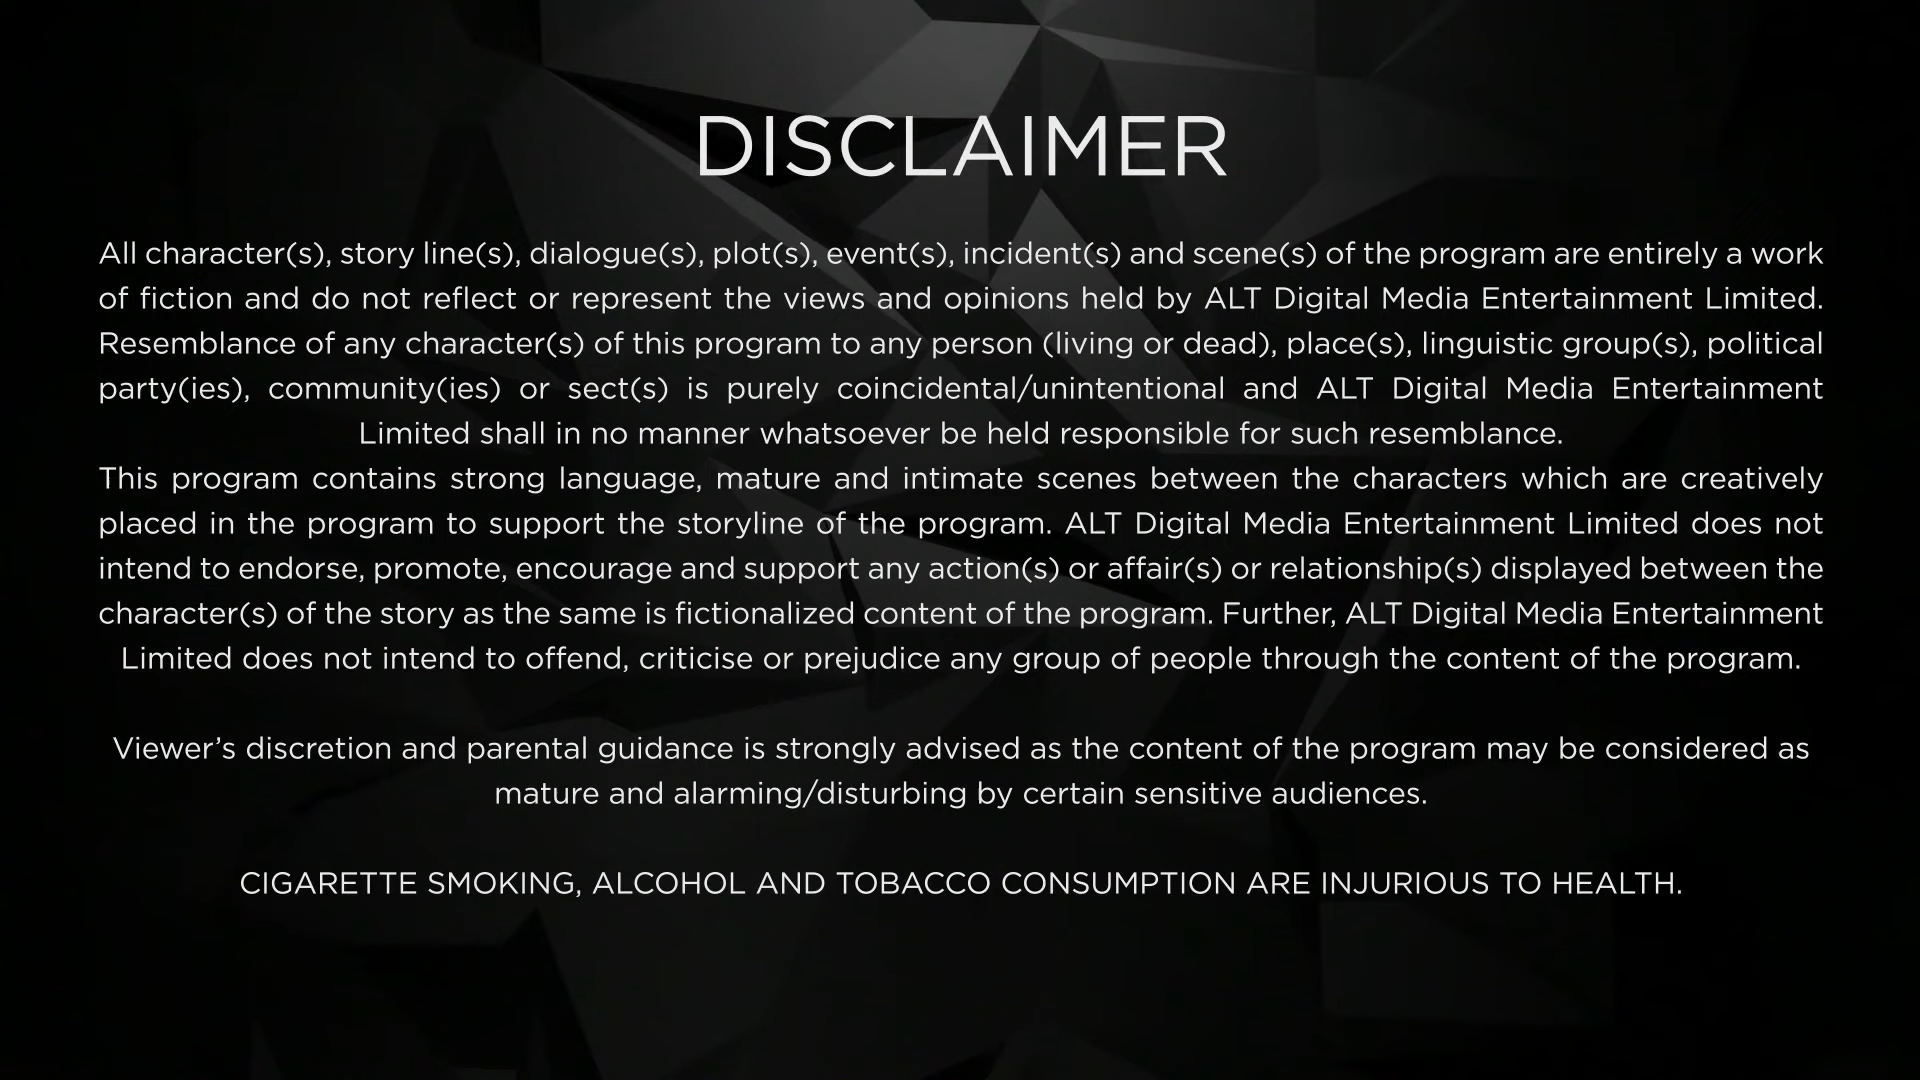 DISCLAIMER
All character(s), story line(s), dialogue(s), plot(s), event(s), incident(s) and scene(s) of the program are entirely a work
of fiction and do not reflect or represent the views and opinions held by ALT Digital Media Entertainment Limited.
Resemblance of any character(s) of this program to any person (living or dead), place(s), linguistic group(s), political
party(ies), community(ies) or sect(s) is purely coincidental/unintentional and ALT Digital Media Entertainment
Limited shall in no manner whatsoever be held responsible for such resemblance.
This program contains strong language, mature and intimate scenes between the characters which are creatively
placed in the program to support the storyline of the program. ALT Digital Media Entertainment Limited does not
intend to endorse, promote, encourage and support any action(s) or affair(s) or relationship(s) displayed between the
character(s) of the story as the same is fictionalized content of the program. Further, ALT Digital Media Entertainment
Limited does not intend to offend, criticise or prejudice any group of people through the content of the program.
Viewer’s discretion and parental guidance is strongly advised as the content of the program may be considered as
mature and alarming/disturbing by certain sensitive audiences.
CIGARETTE SMOKING, ALCOHOL AND TOBACCO CONSUMPTION ARE INJURIOUS TO HEALTH.